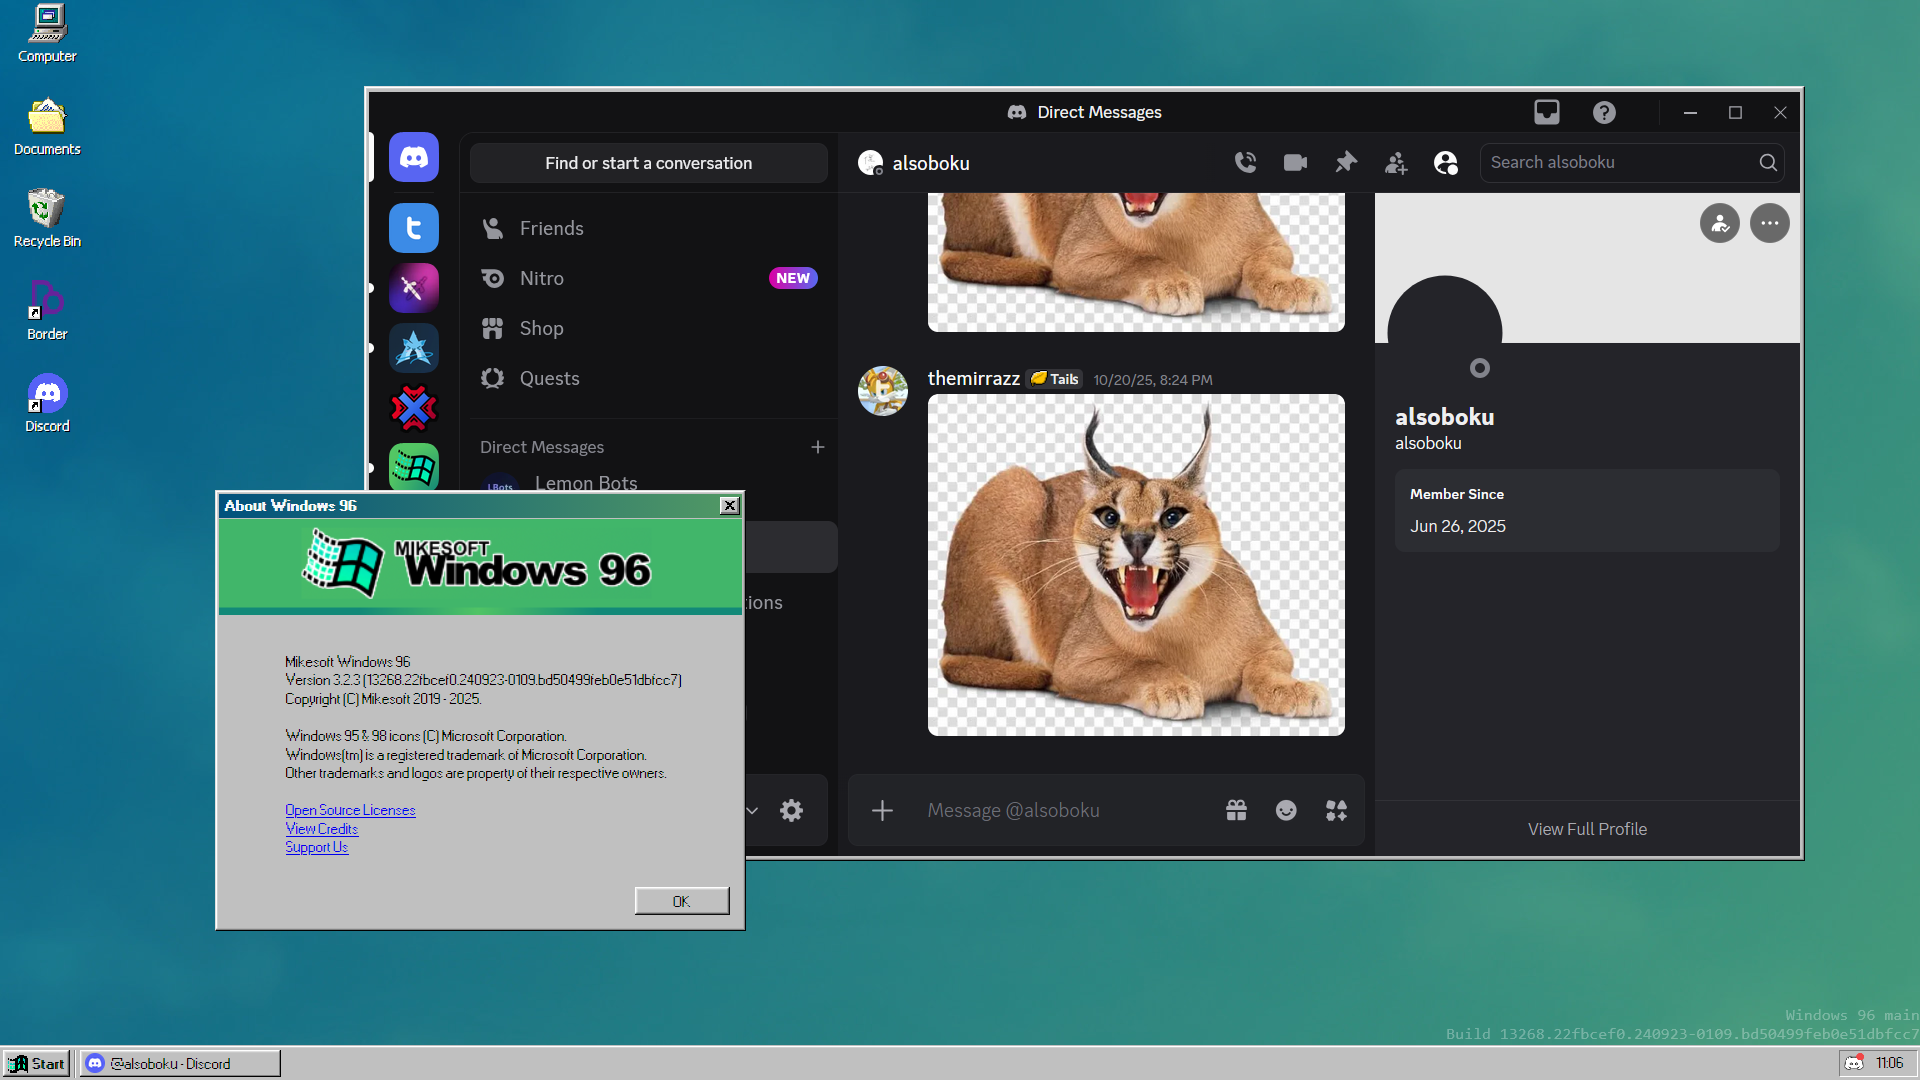 Computer
Documents
Recycle Bin
Border
Discord
Direct Messages
Find or start a conversation
Friends
Nitro
NEW
Shop
Quests
Direct Messages
LBots
Lemon Bots
tions
alsoboku
Search alsoboku
themirrazz Tails 10/20/25, 8:24 PM
Message @alsoboku
alsoboku
alsoboku
Member Since
Jun 26, 2025
View Full Profile
About Windows 96
MIKESOFT
Windows 96
Mikesoft Windows 96
Version 3.2.3 (13268.22fbcef0.240923-0109.bd50499feb0e51dbfcc7)
Copyright (C) Mikesoft 2019 - 2025.
Windows 95 & 98 icons (C) Microsoft Corporation.
Windows(tm) is a registered trademark of Microsoft Corporation.
Other trademarks and logos are property of their respective owners.
Open Source Licenses
View Credits
Support Us
OK
Windows 96 main
Build 13268.22fbcef0.240923-0109.bd50499feb0e51dbfcc7
Start
@alsoboku - Discord
11:06